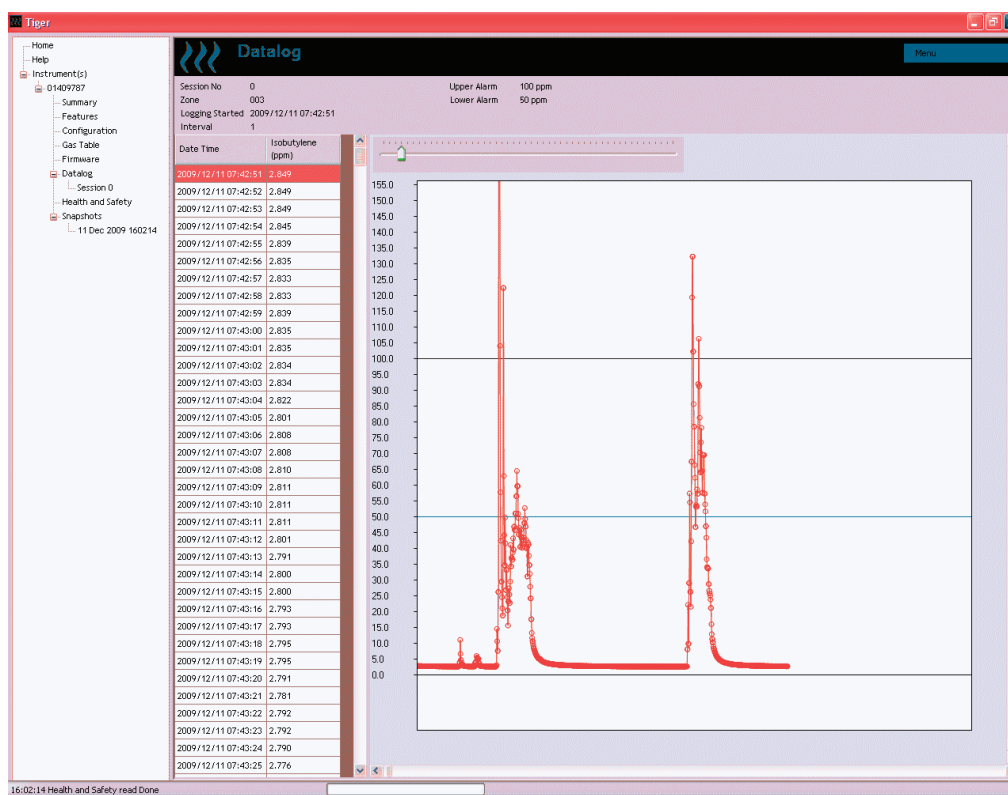 Tiger
Home
Help
Instrument(s)
01409787
Summary
Features
Configuration
Gas Table
Firmware
Datalog
Session 0
Health and Safety
Snapshots
11 Dec 2009 160214
Datalog
Menu
Session No 0 Upper Alarm 100 ppm
Zone 003 Lower Alarm 50 ppm
Logging Started 2009/12/11 07:42:51
Interval 1
Date Time Isobutylene (ppm)
2009/12/11 07:42:51 2.849
2009/12/11 07:42:52 2.849
2009/12/11 07:42:53 2.849
2009/12/11 07:42:54 2.845
2009/12/11 07:42:55 2.839
2009/12/11 07:42:56 2.835
2009/12/11 07:42:57 2.833
2009/12/11 07:42:58 2.833
2009/12/11 07:42:59 2.839
2009/12/11 07:43:00 2.835
2009/12/11 07:43:01 2.835
2009/12/11 07:43:02 2.834
2009/12/11 07:43:03 2.834
2009/12/11 07:43:04 2.822
2009/12/11 07:43:05 2.801
2009/12/11 07:43:06 2.808
2009/12/11 07:43:07 2.808
2009/12/11 07:43:08 2.810
2009/12/11 07:43:09 2.811
2009/12/11 07:43:10 2.811
2009/12/11 07:43:11 2.811
2009/12/11 07:43:12 2.801
2009/12/11 07:43:13 2.791
2009/12/11 07:43:14 2.800
2009/12/11 07:43:15 2.800
2009/12/11 07:43:16 2.793
2009/12/11 07:43:17 2.793
2009/12/11 07:43:18 2.795
2009/12/11 07:43:19 2.795
2009/12/11 07:43:20 2.791
2009/12/11 07:43:21 2.781
2009/12/11 07:43:22 2.792
2009/12/11 07:43:23 2.792
2009/12/11 07:43:24 2.790
2009/12/11 07:43:25 2.776
155.0
150.0
145.0
140.0
135.0
130.0
125.0
120.0
115.0
110.0
105.0
100.0
95.0
90.0
85.0
80.0
75.0
70.0
65.0
60.0
55.0
50.0
45.0
40.0
35.0
30.0
25.0
20.0
15.0
10.0
5.0
0.0
16:02:14 Health and Safety read Done